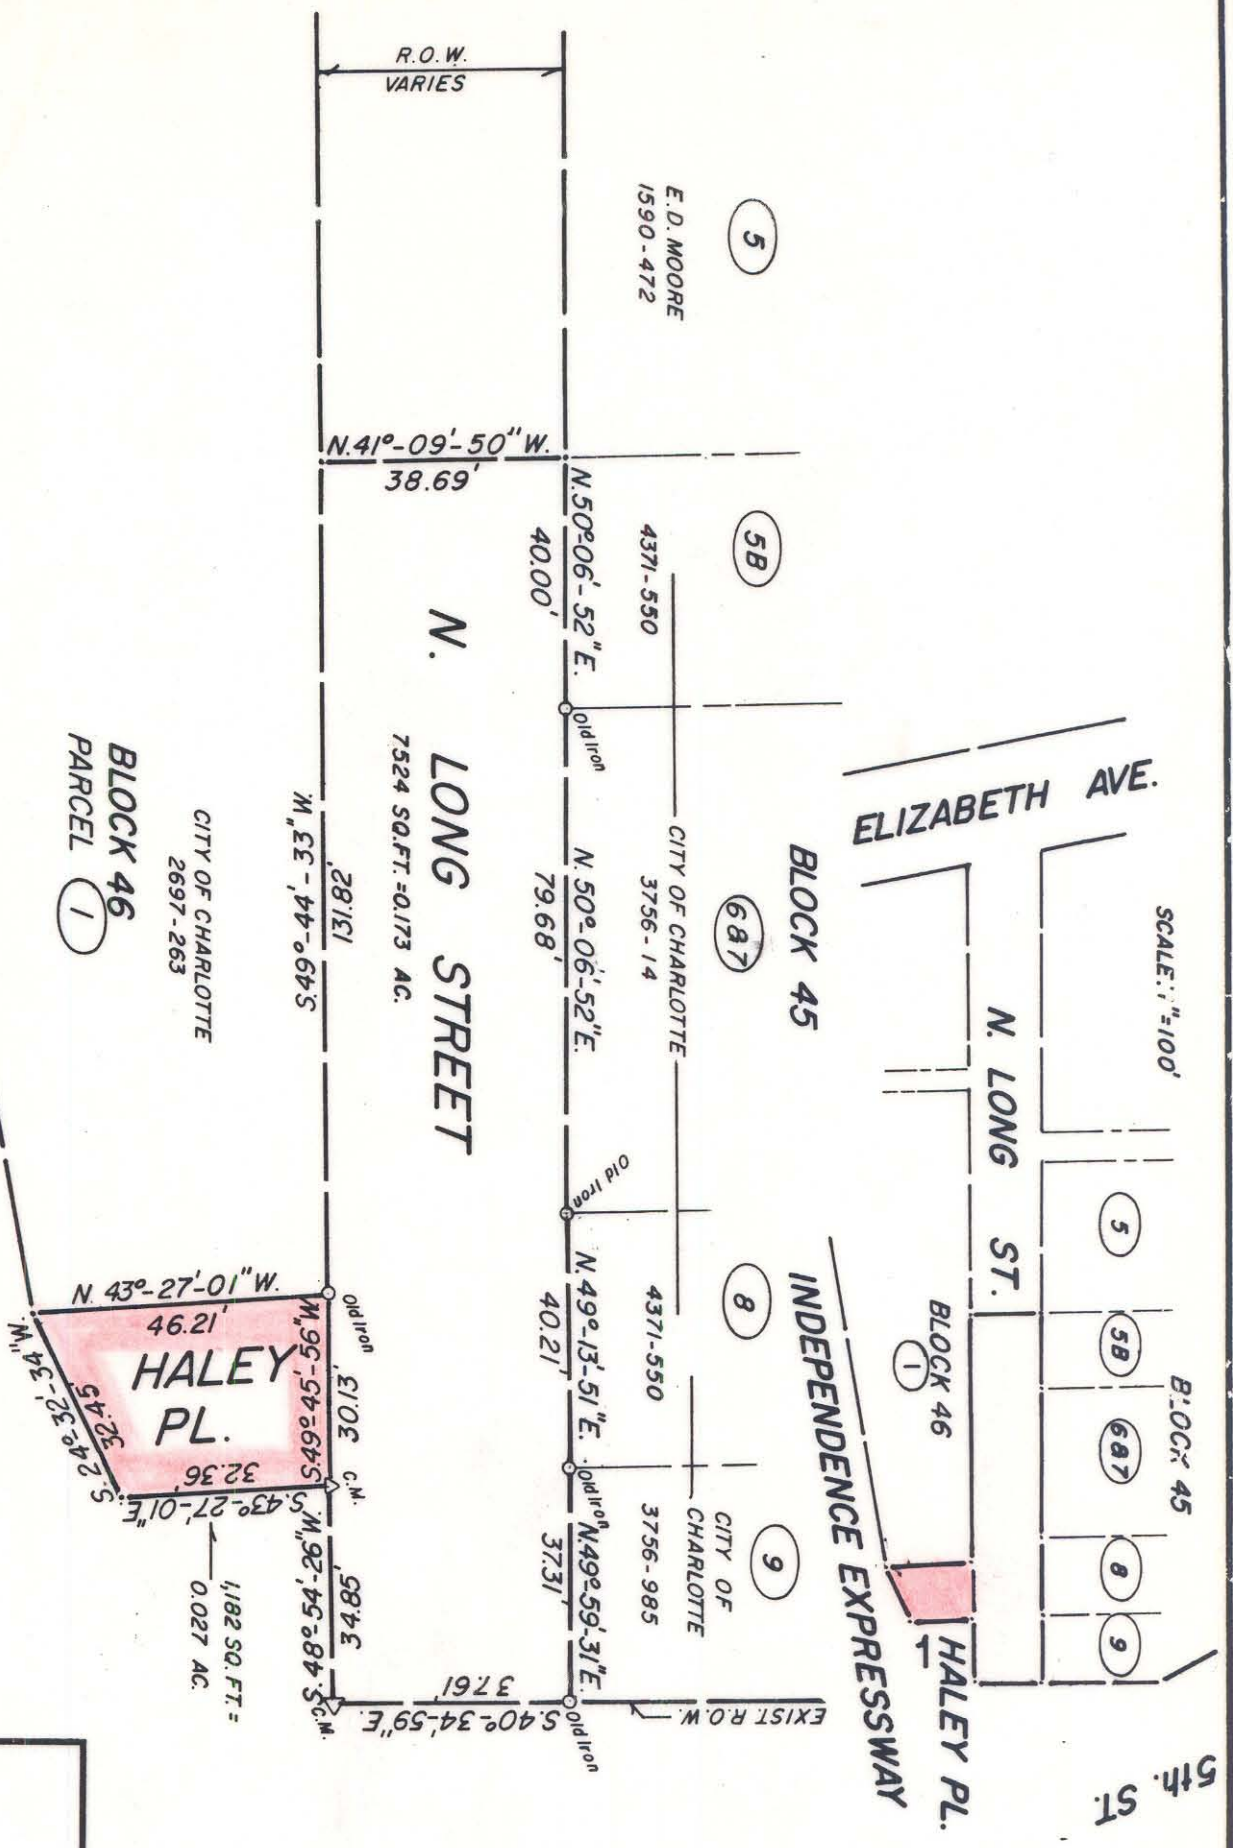 SCALE: 1"=100'
ELIZABETH AVE.
N. LONG ST.
BLOCK 45
5
5B
6&7
8
9
5th. ST.
BLOCK 46
1
HALEY PL.
INDEPENDENCE EXPRESSWAY
BLOCK 45
5
5B
6&7
8
9
E.D. MOORE
1590-472
4371-550
CITY OF CHARLOTTE
3756-14
4371-550
CITY OF
CHARLOTTE
3756-985
EXIST. R.O.W.
R.O.W.
VARIES
N.41°-09'-50"W.
38.69'
N.50°-06'-52"E.
40.00'
Old Iron
N.50°-06'-52"E.
79.68'
Old Iron
N.49°-13'-51"E.
40.21'
Old Iron
N.49°-59'-31"E.
37.31'
Old Iron
S.40°-34'-59"E.
37.61'
N. LONG STREET
7524 SQ.FT.=0.173 AC.
131.82'
S.49°-44'-33"W.
Old Iron
30.13'
S.49°-45'-56"W.
C.M.
34.85'
S.48°-54'-26"W.
C.M.
N. 43°-27'-01"W.
46.21'
HALEY
PL.
32.36'
S.43°-27'-01"E.
32.45'
S. 24°-32'-34"W.
1,182 SQ.FT.=
0.027 AC.
CITY OF CHARLOTTE
2697-263
BLOCK 46
PARCEL 1